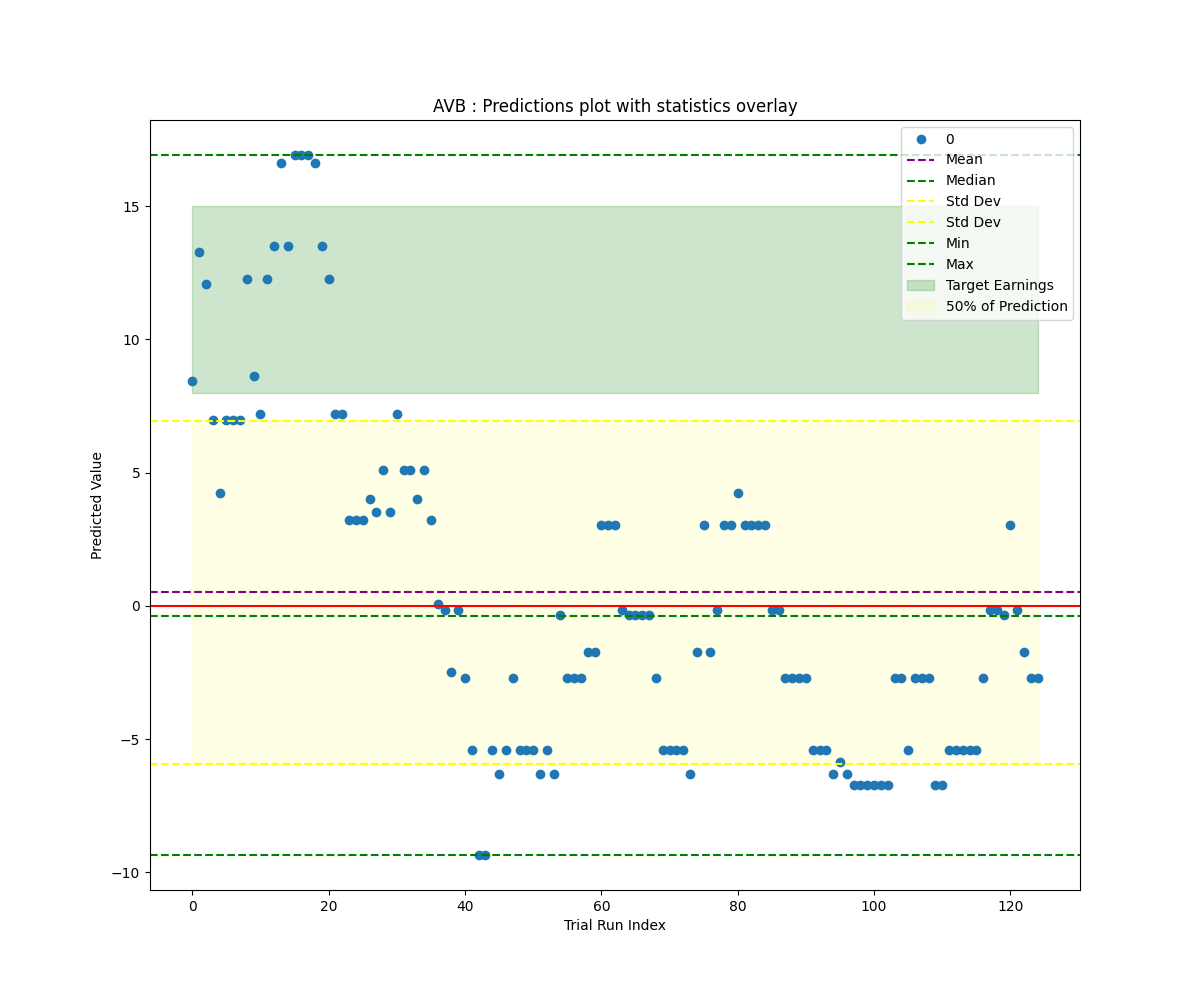 AVB : Predictions plot with statistics overlay
0
Mean
Median
Std Dev
Std Dev
Min
Max
Target Earnings
50% of Prediction
15
10
5
0
−5
−10
Predicted Value
0 20 40 60 80 100 120
Trial Run Index